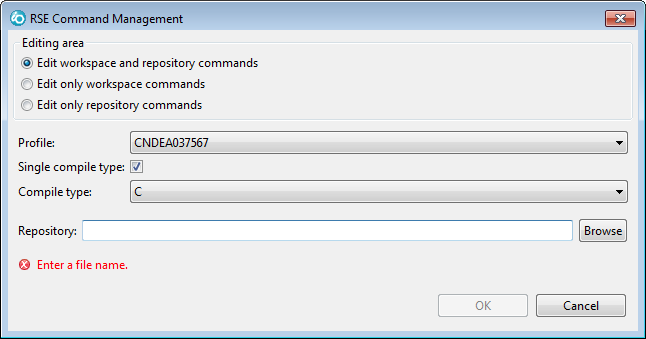 RSE Command Management
Editing area
Edit workspace and repository commands
Edit only workspace commands
Edit only repository commands
Profile: CNDEA037567
Single compile type:
Compile type: C
Repository: Browse
Enter a file name.
OK Cancel